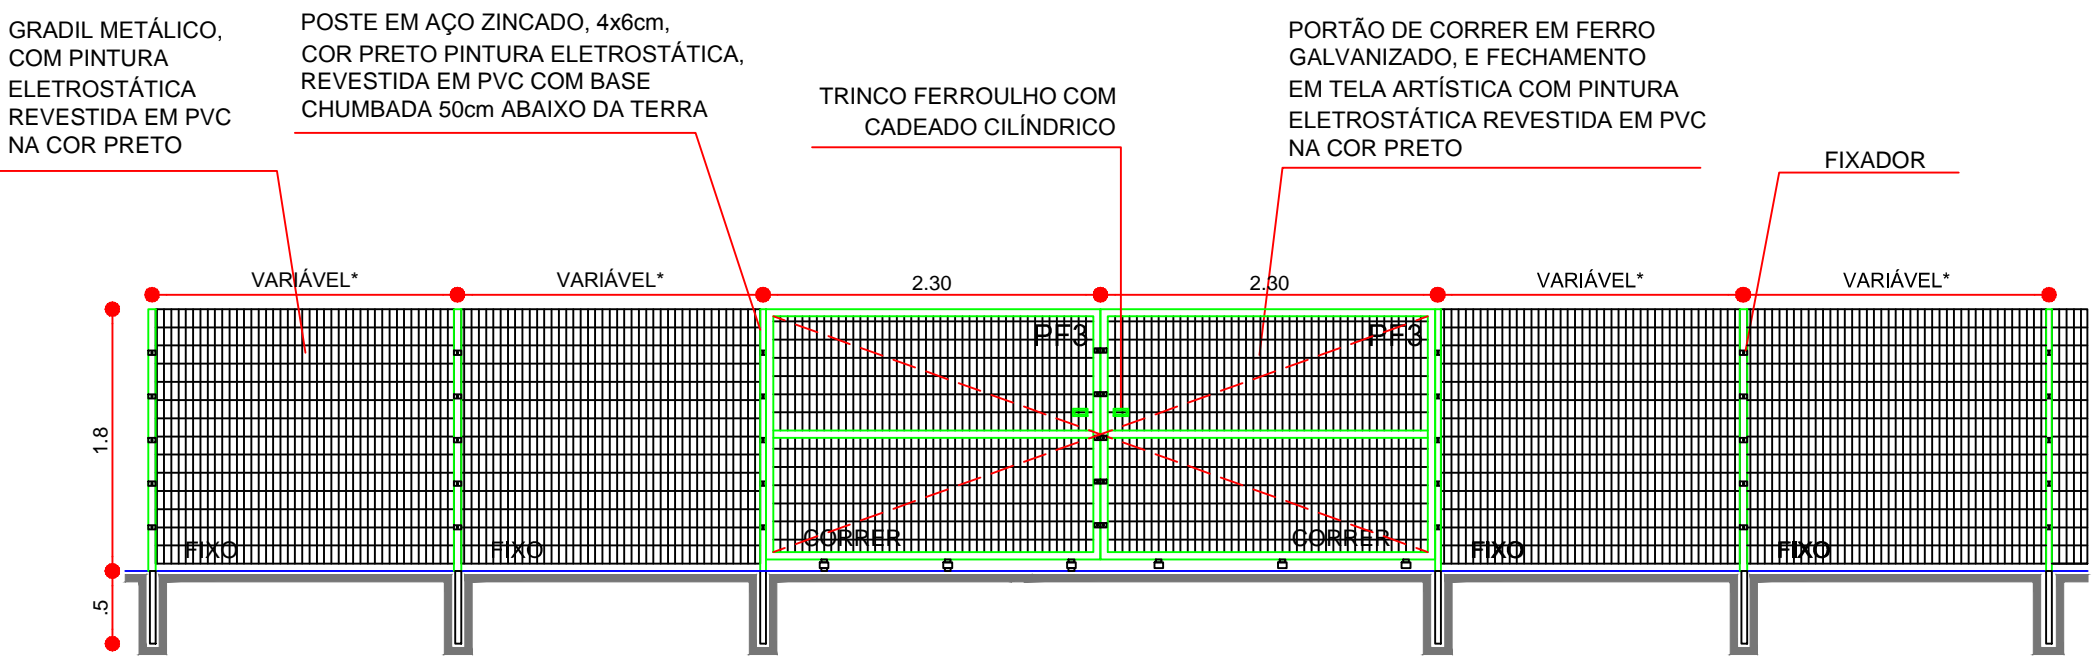 GRADIL METÁLICO,
COM PINTURA
ELETROSTÁTICA
REVESTIDA EM PVC
NA COR PRETO
POSTE EM AÇO ZINCADO, 4x6cm,
COR PRETO PINTURA ELETROSTÁTICA,
REVESTIDA EM PVC COM BASE
CHUMBADA 50cm ABAIXO DA TERRA
TRINCO FERROULHO COM
CADEADO CILÍNDRICO
PORTÃO DE CORRER EM FERRO
GALVANIZADO, E FECHAMENTO
EM TELA ARTÍSTICA COM PINTURA
ELETROSTÁTICA REVESTIDA EM PVC
NA COR PRETO
FIXADOR
VARIÁVEL*
VARIÁVEL*
2.30
2.30
VARIÁVEL*
VARIÁVEL*
PF3
PF3
1.8
FIXO
FIXO
CORRER
CORRER
FIXO
FIXO
.5